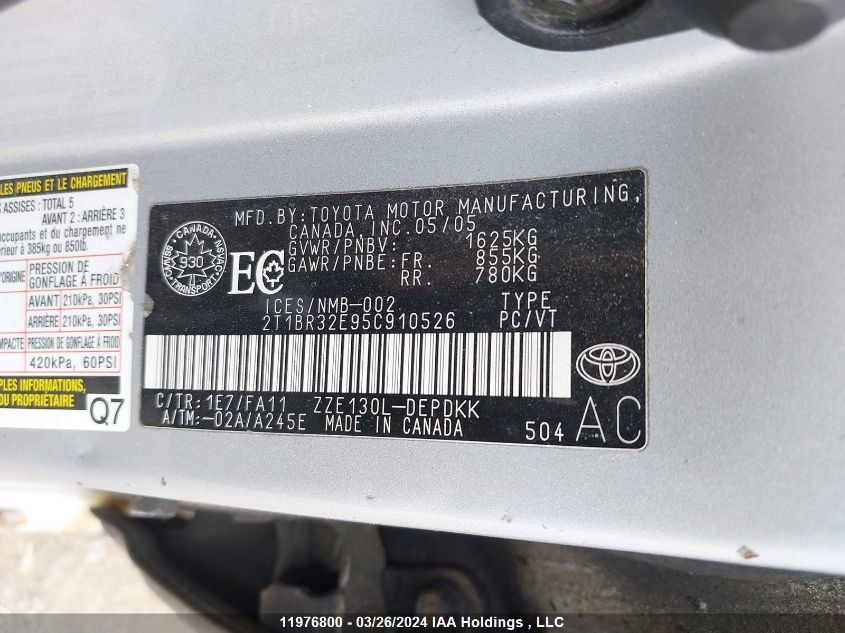 LES PNEUS ET LE CHARGEMENT
ASSISES : TOTAL 5
AVANT 2 : ARRIÈRE 3
occupants et du chargement ne
à 385kg ou 850lb.
PRESSION DE
GONFLAGE À FROID
AVANT 210kPa, 30PSI
ARRIÈRE 210kPa, 30PSI
PRESSION DE GONFLAGE À FROID
420kPa, 60PSI
PLES INFORMATIONS,
DU PROPRIÉTAIRE
Q7
MFD. BY: TOYOTA MOTOR MANUFACTURING,
CANADA, INC. 05/05
GVWR/PNBV: 1625KG
GAWR/PNBE: FR. 855KG
RR. 780KG
CANADA
930
TRANSPORT
EC
ICES/NMB-002 TYPE
2T1BR32E95C910526 PC/VT
C/TR: 1E7/FA11 ZZE130L-DEPDKK
A/TM:-02A/A245E MADE IN CANADA
504 AC
11976800 - 03/26/2024 IAA Holdings , LLC